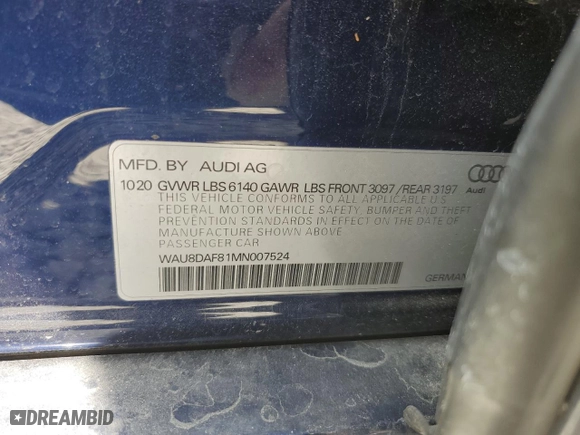 MFD. BY AUDI AG
1020 GVWR LBS 6140 GAWR LBS FRONT 3097 /REAR 3197
Audi
THIS VEHICLE CONFORMS TO ALL APPLICABLE U.S.
FEDERAL MOTOR VEHICLE SAFETY, BUMPER AND THEFT
PREVENTION STANDARDS IN EFFECT ON THE DATE OF
MANUFACTURE SHOWN ABOVE
PASSENGER CAR
WAU8DAF81MN007524
GERMAN
DREAMBID